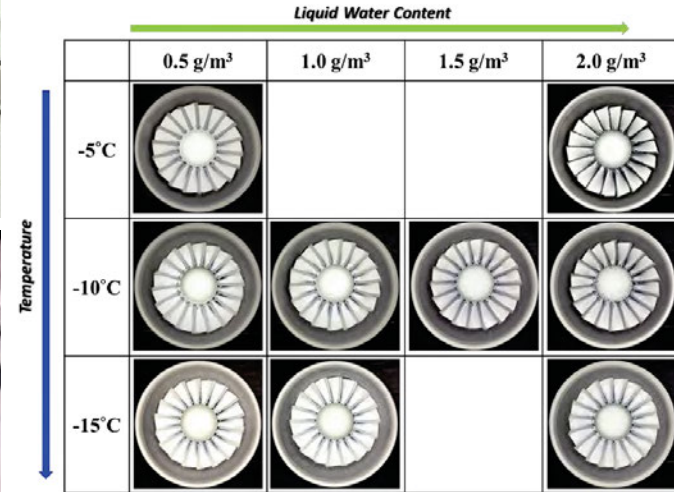 Liquid Water Content
0.5 g/m³ 1.0 g/m³ 1.5 g/m³ 2.0 g/m³
Temperature
-5°C
-10°C
-15°C